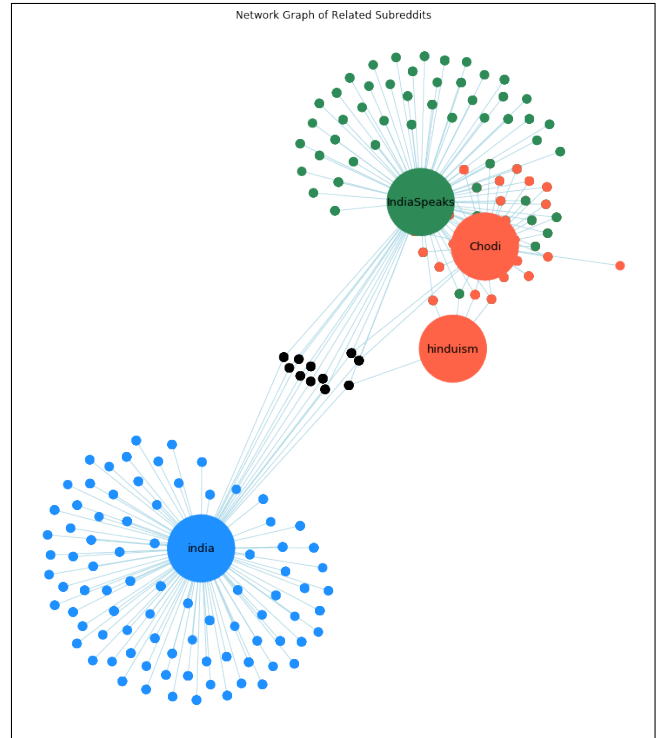 Network Graph of Related Subreddits
IndiaSpeaks
Chodi
hinduism
india